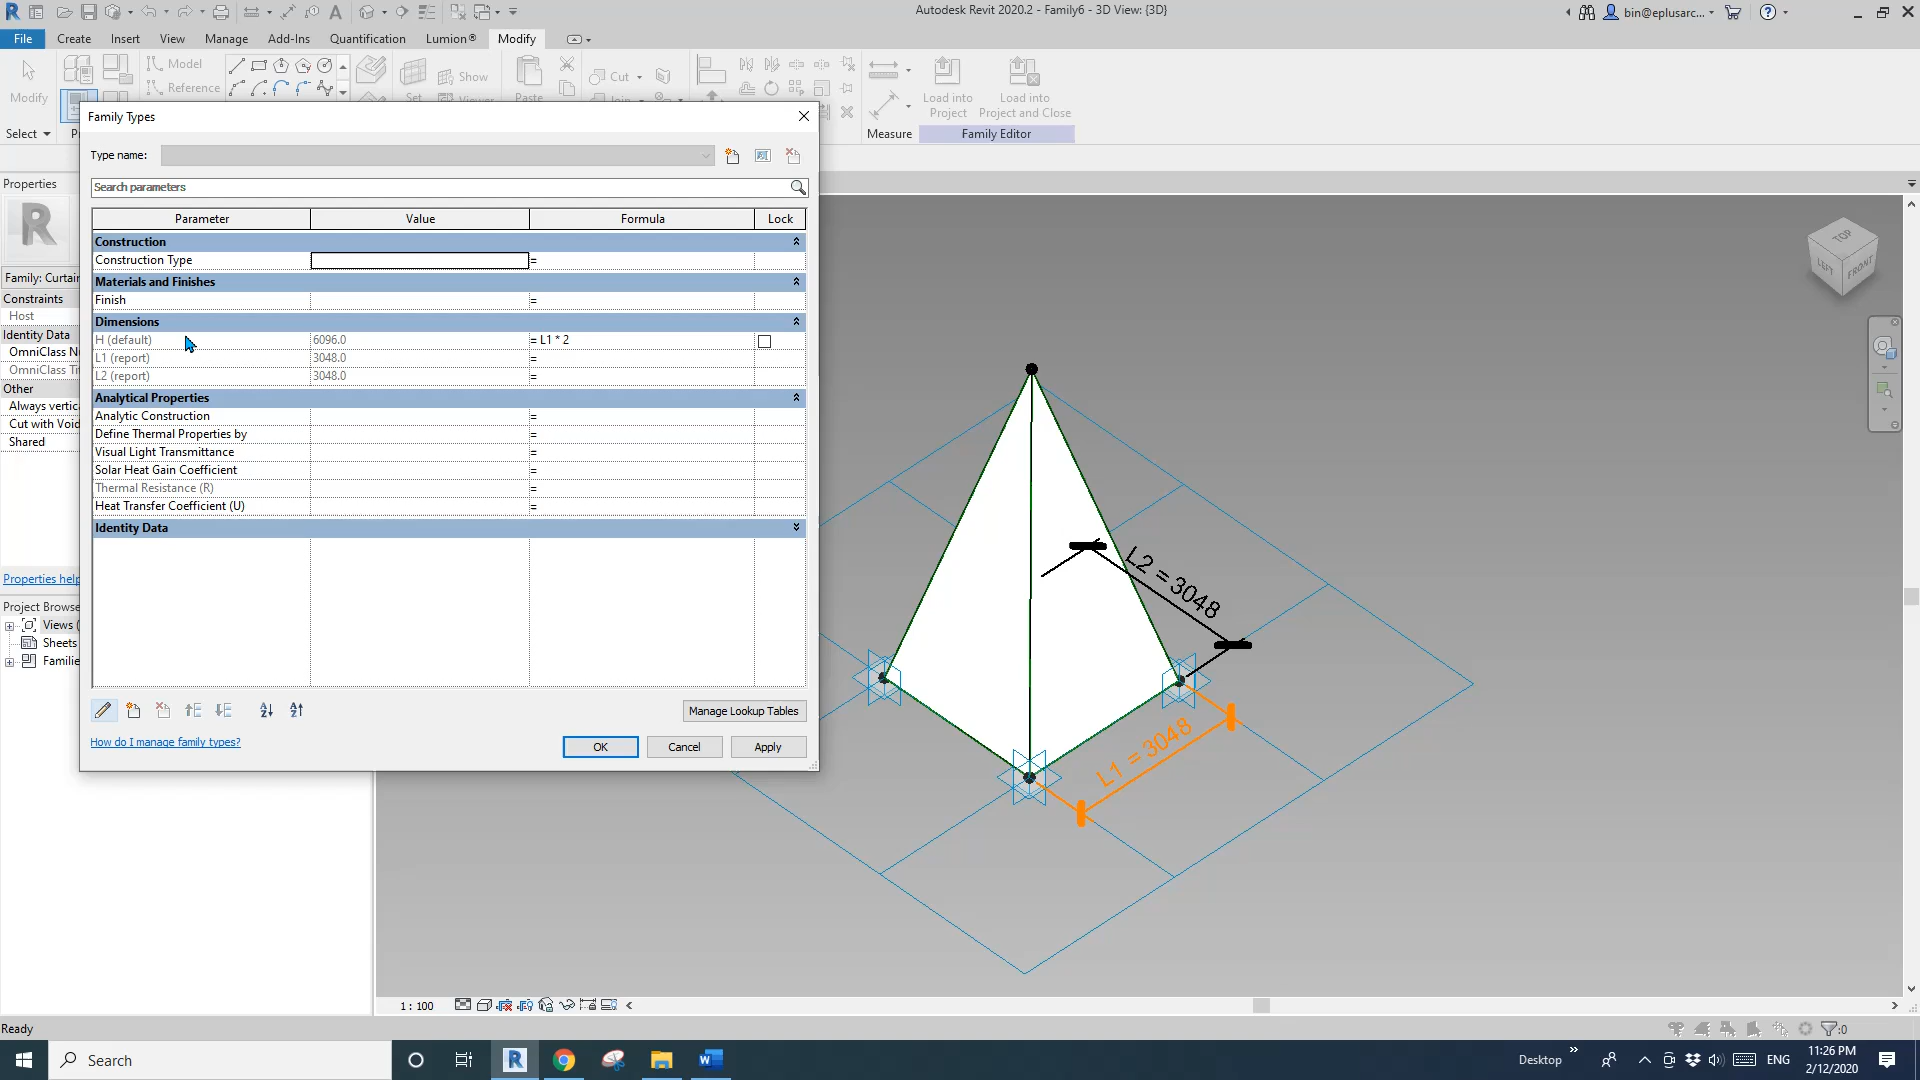 Autodesk Revit 2020.2 - Family6 - 3D View: {3D}
bin@eplusarc...
File
Create
Insert
View
Manage
Add-Ins
Quantification
Lumion®
Modify
Modify
Model
Reference
Show
Set
Viewer
Paste
Cut
Join
Load into
Project
Load into
Project and Close
Select
Measure
Family Editor
Properties
Family: Curtain
Constraints
Host
Identity Data
OmniClass N
OmniClass Ti
Other
Always vertic
Cut with Void
Shared
Properties help
Project Browse
Views (
Sheets
Familie
Family Types
Type name:
Search parameters
Parameter
Value
Formula
Lock
Construction
Construction Type
=
Materials and Finishes
Finish
=
Dimensions
H (default)
6096.0
= L1 * 2
L1 (report)
3048.0
=
L2 (report)
3048.0
=
Analytical Properties
Analytic Construction
=
Define Thermal Properties by
=
Visual Light Transmittance
=
Solar Heat Gain Coefficient
=
Thermal Resistance (R)
=
Heat Transfer Coefficient (U)
=
Identity Data
Manage Lookup Tables
How do I manage family types?
OK
Cancel
Apply
TOP
LEFT
FRONT
L2 = 3048
L1 = 3048
1 : 100
Ready
:0
Search
Desktop
ENG
11:26 PM
2/12/2020